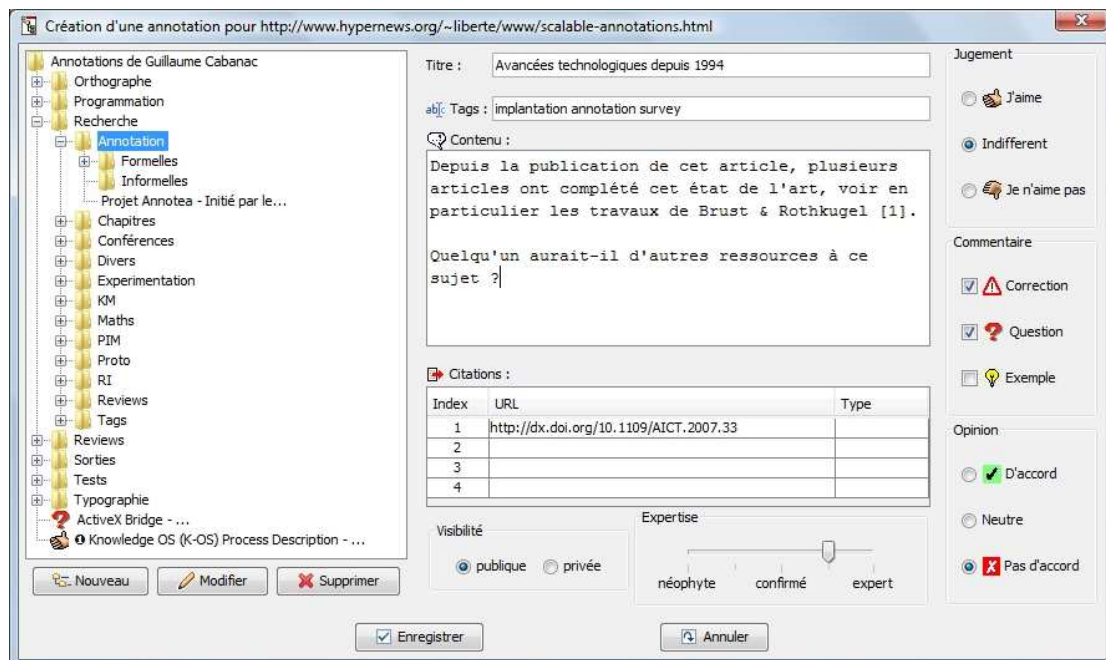 Création d'une annotation pour http://www.hypernews.org/~liberte/www/scalable-annotations.html
Annotations de Guillaume Cabanac
Orthographe
Programmation
Recherche
Annotation
Formelles
Informelles
Projet Annotea - Initié par le...
Chapitres
Conférences
Divers
Experimentation
KM
Maths
PIM
Proto
RI
Reviews
Tags
Reviews
Sorties
Tests
Typographie
ActiveX Bridge - ...
Knowledge OS (K-OS) Process Description - ...
Nouveau
Modifier
Supprimer
Titre : Avancées technologiques depuis 1994
Tags : implantation annotation survey
Contenu :
Depuis la publication de cet article, plusieurs
articles ont complété cet état de l'art, voir en
particulier les travaux de Brust & Rothkugel [1].
Quelqu'un aurait-il d'autres ressources à ce
sujet ?
Citations :
Index URL Type
1 http://dx.doi.org/10.1109/AICT.2007.33
2
3
4
Visibilité
publique privée
Expertise
néophyte confirmé expert
Jugement
J'aime
Indifferent
Je n'aime pas
Commentaire
Correction
Question
Exemple
Opinion
D'accord
Neutre
Pas d'accord
Enregistrer
Annuler